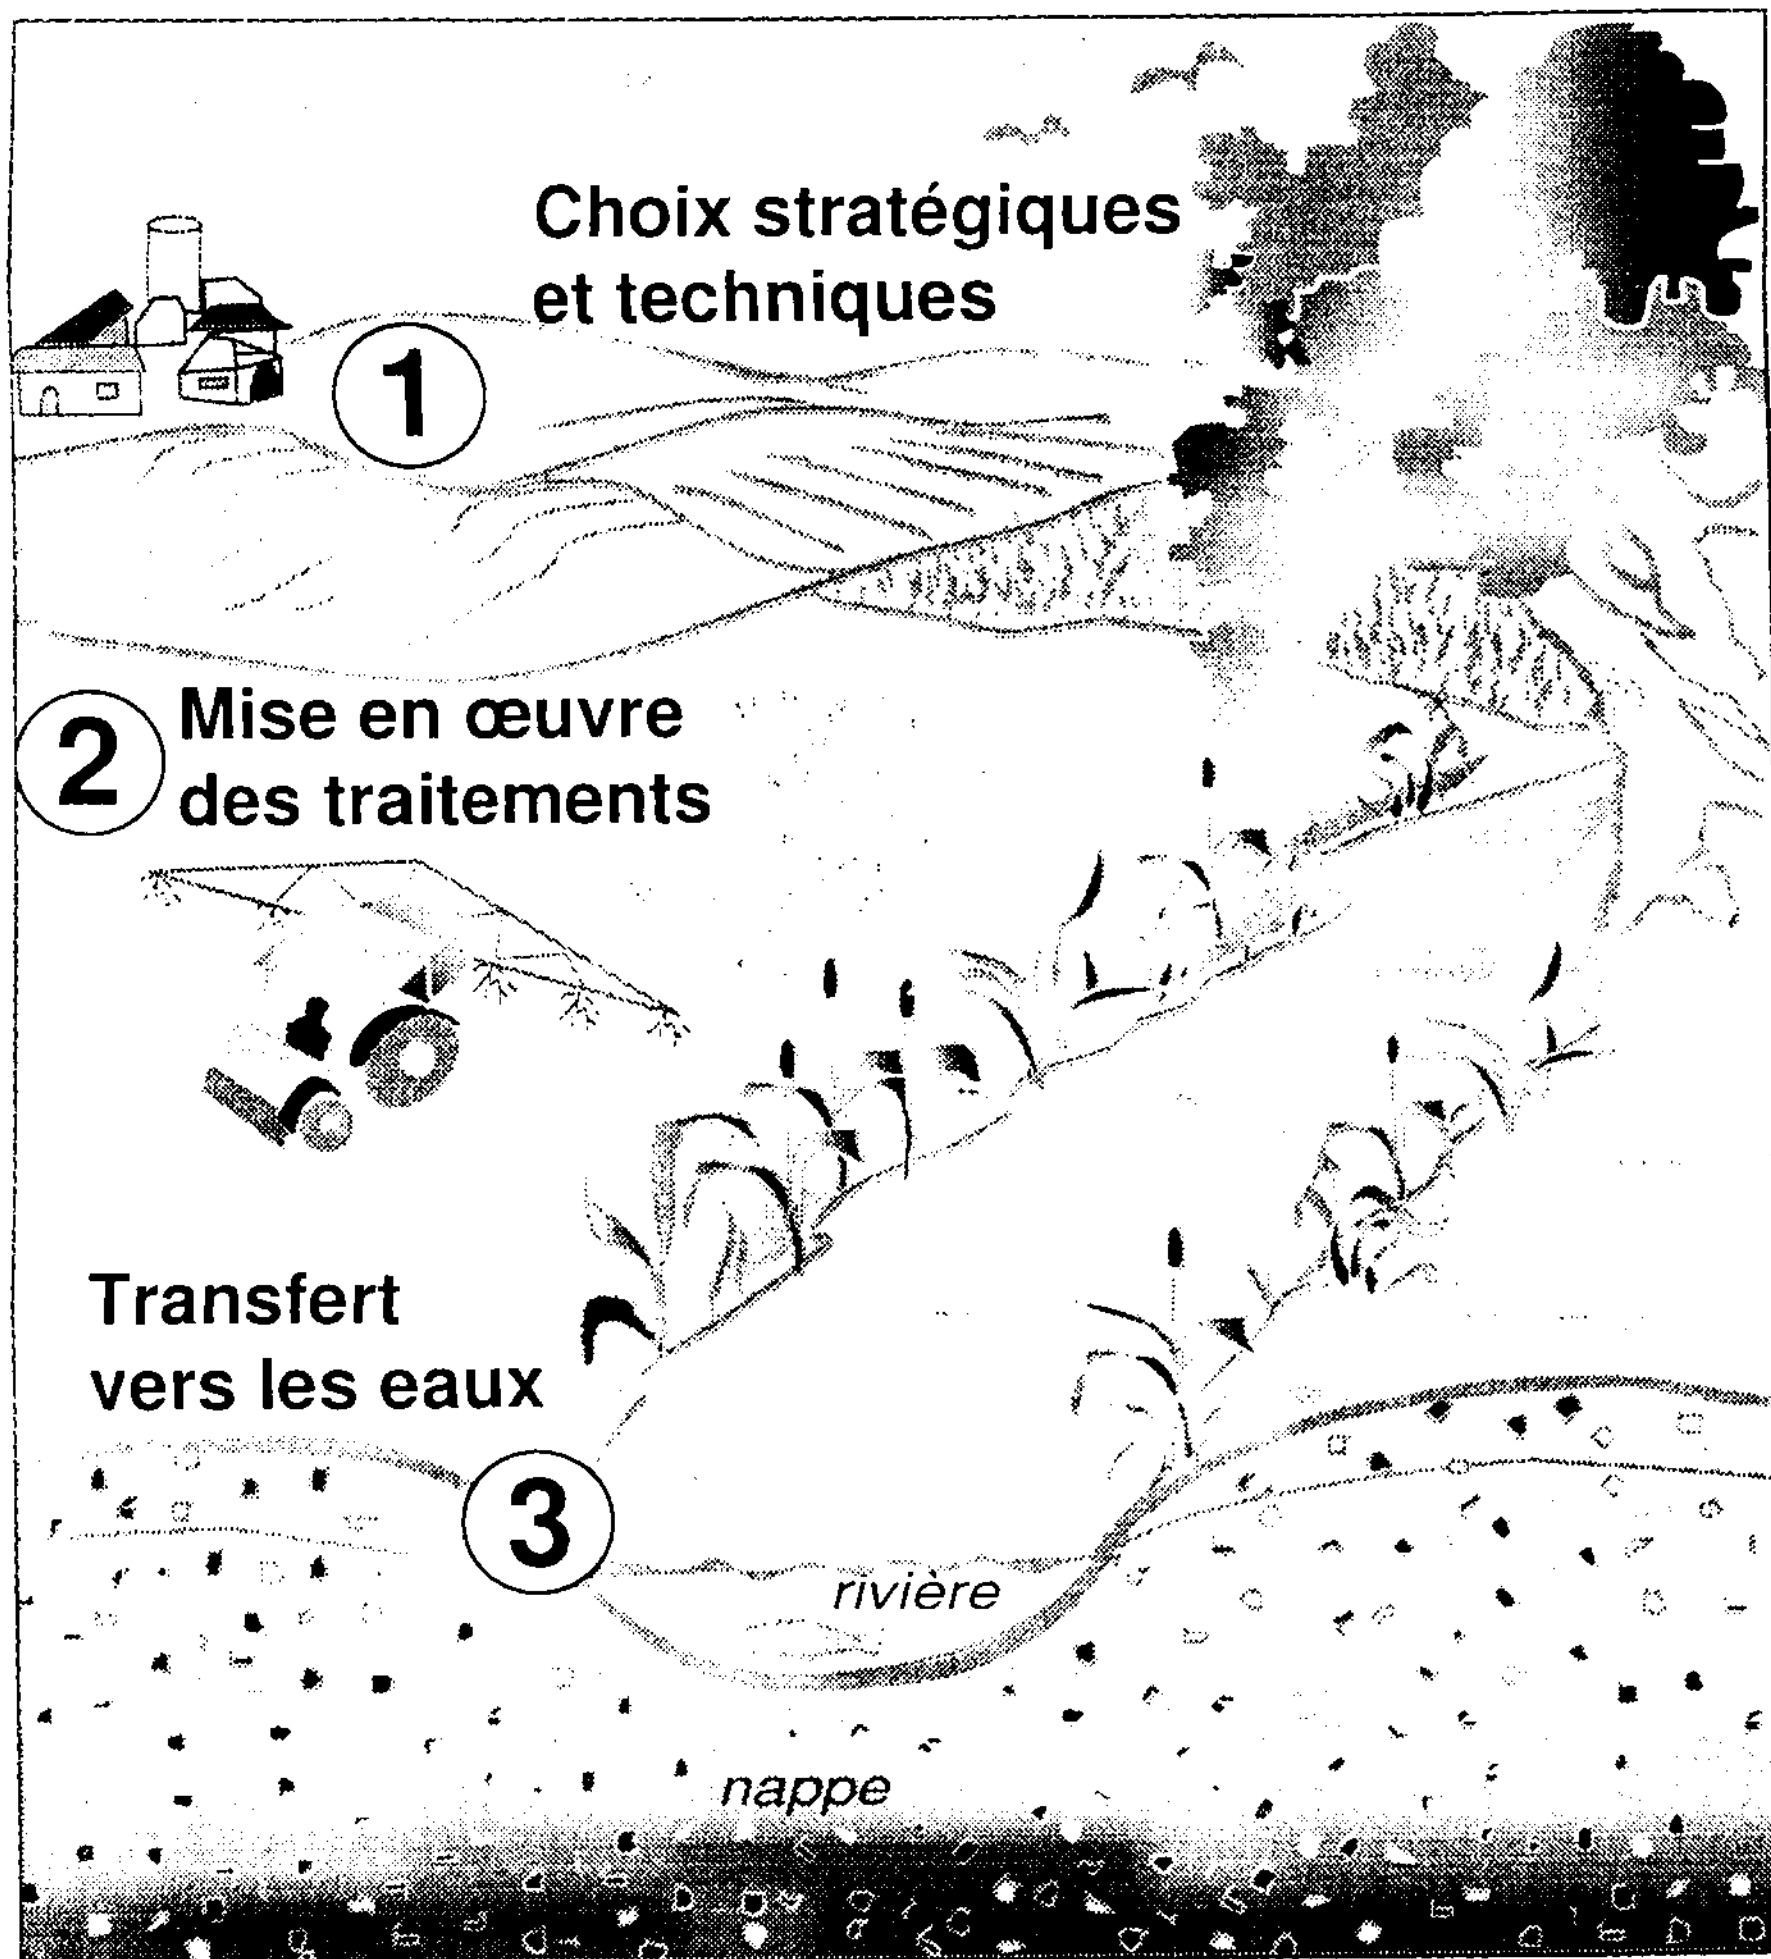 Choix stratégiques
et techniques
1
2
Mise en œuvre
des traitements
Transfert
vers les eaux
3
rivière
nappe